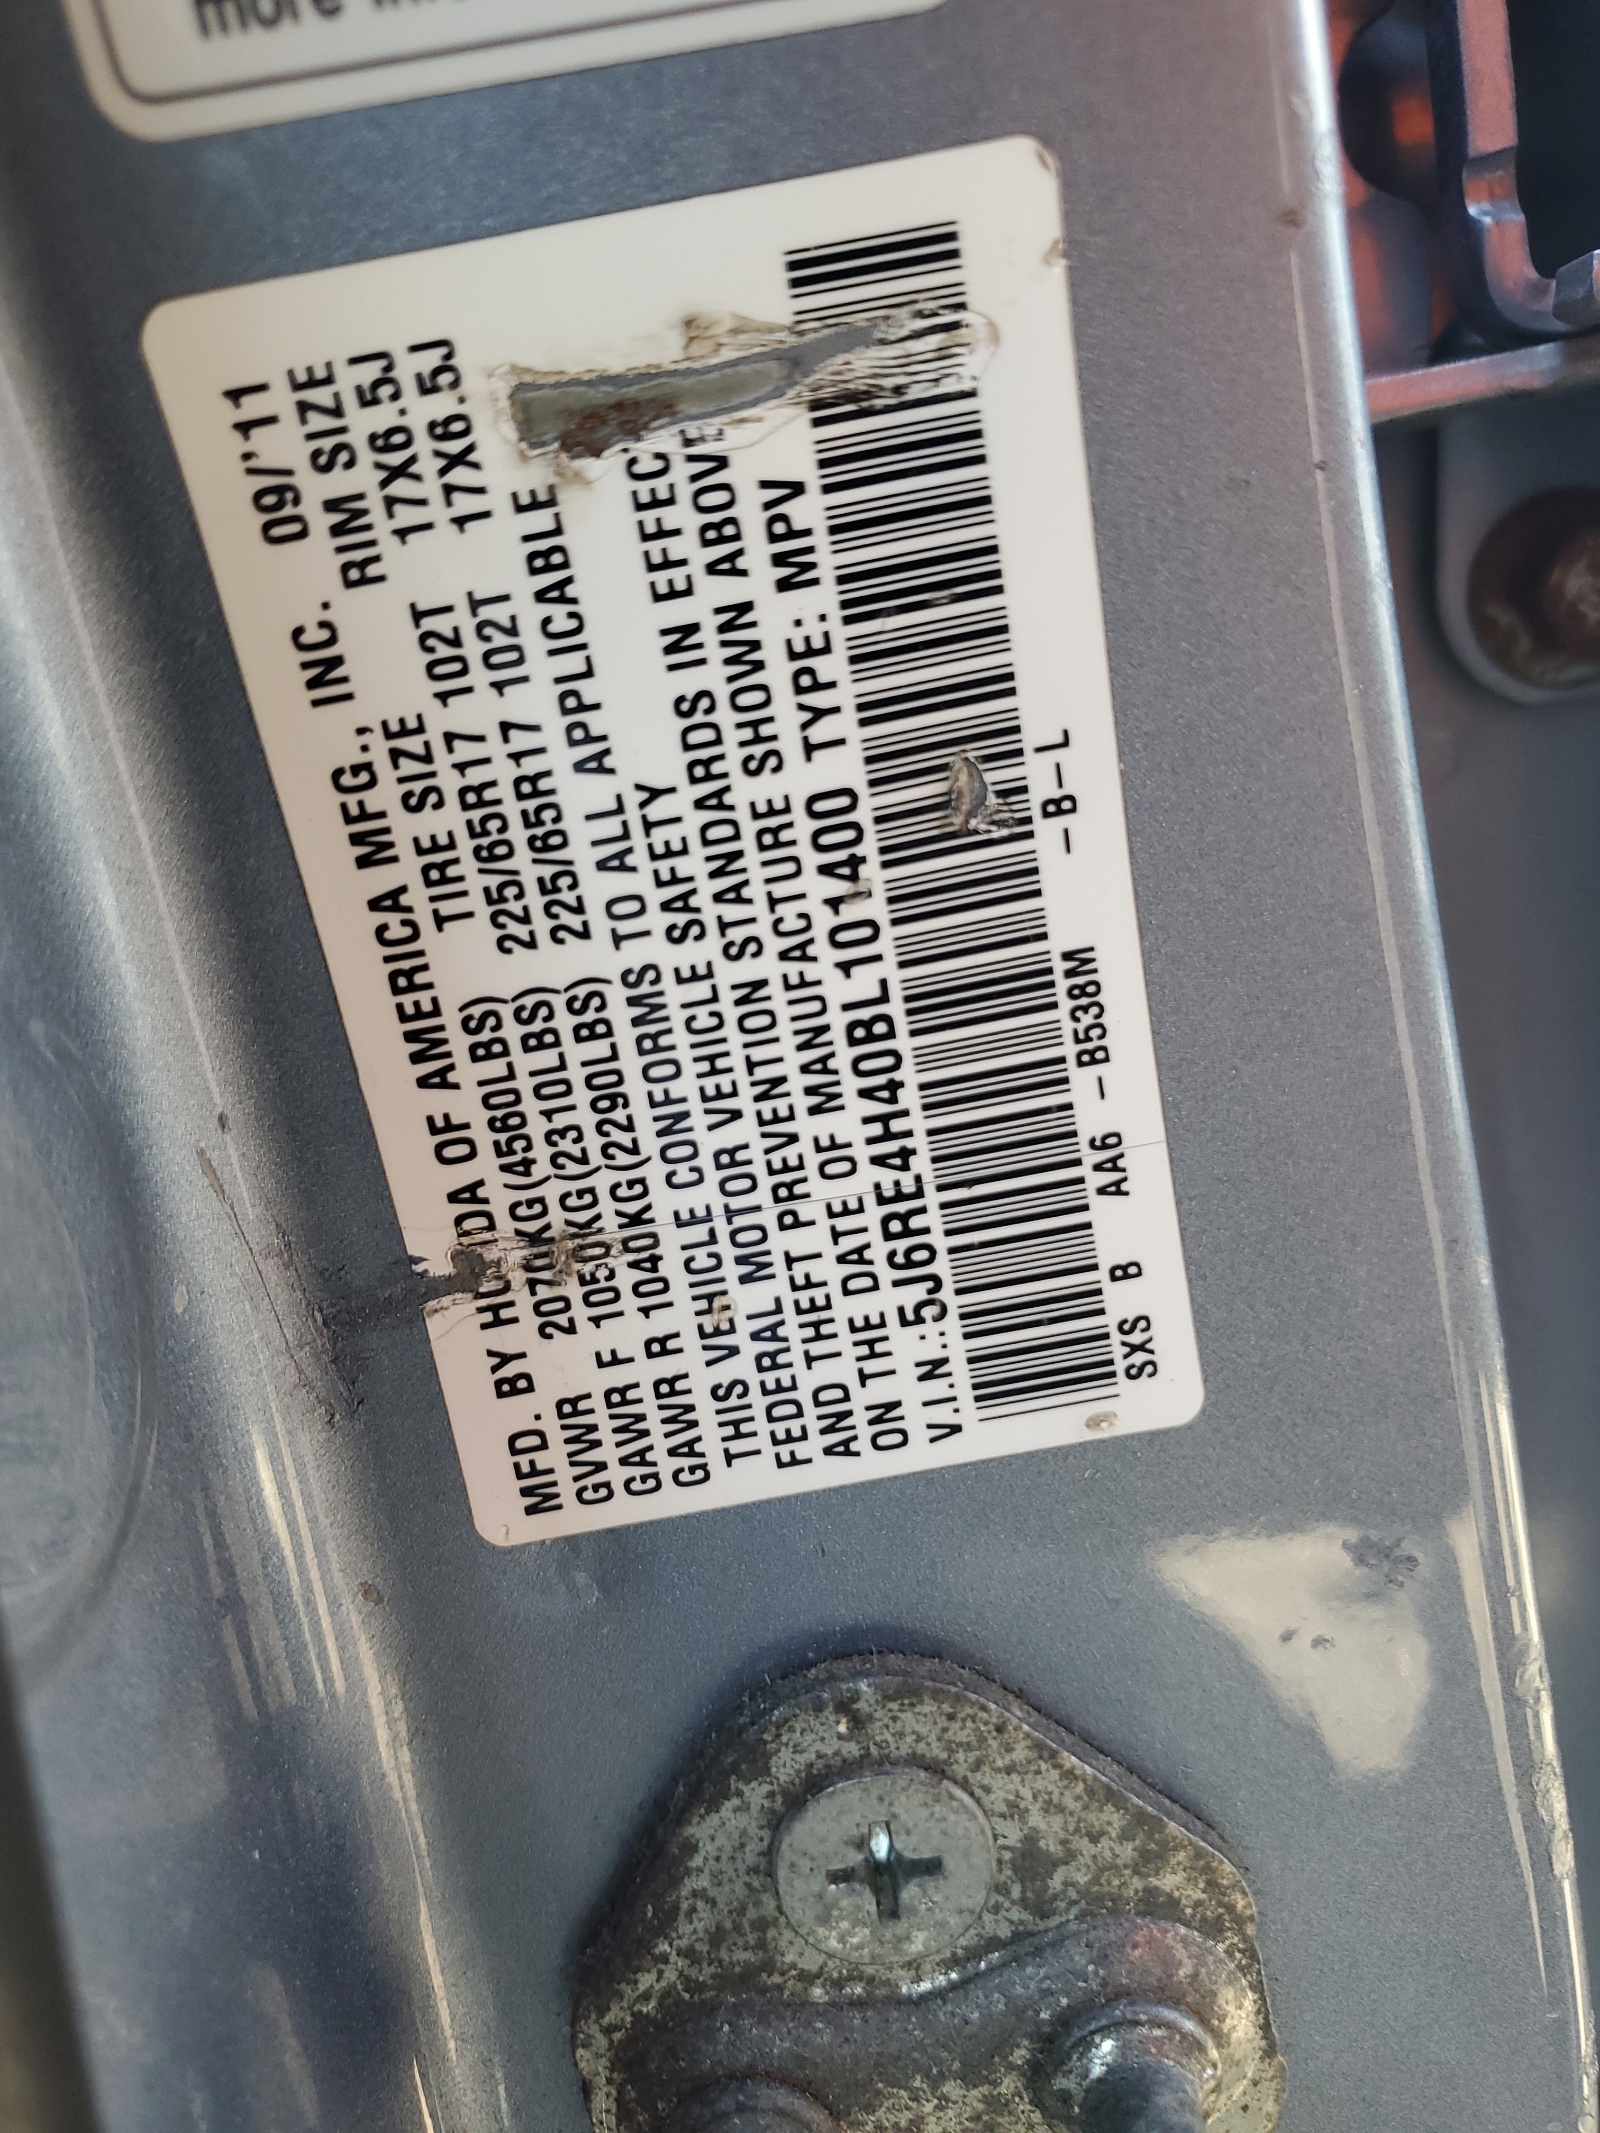 more
MFD. BY HONDA OF AMERICA MFG., INC. 09/'11
TIRE SIZE RIM SIZE
GVWR 2070KG(4560LBS) 225/65R17 102T 17X6.5J
GAWR F 1050KG(2310LBS) 225/65R17 102T 17X6.5J
GAWR R 1040KG(2290LBS)
THIS VEHICLE CONFORMS TO ALL APPLICABLE
FEDERAL MOTOR VEHICLE SAFETY
AND THEFT PREVENTION STANDARDS IN EFFEC
ON THE DATE OF MANUFACTURE SHOWN ABOVE
V.I.N.:5J6RE4H40BL101400 TYPE: MPV
SXS B AA6 -B538M -B-L